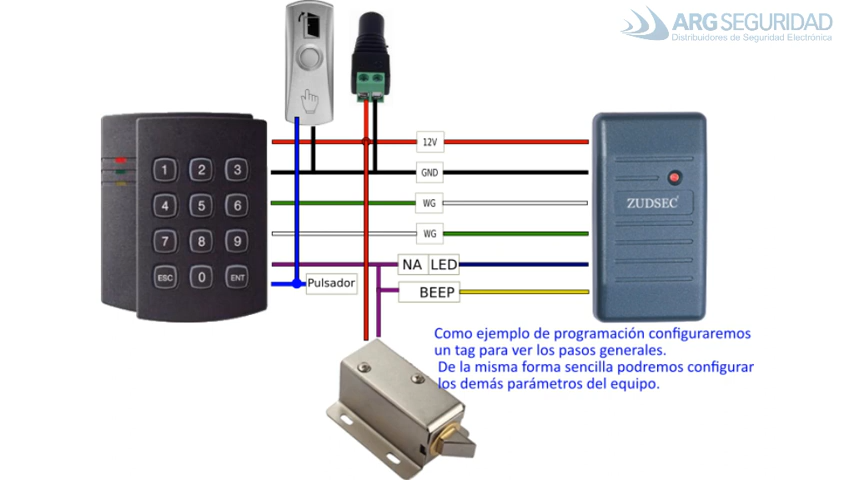 ARG SEGURIDAD
Distribuidores de Seguridad Electrónica
12V
1 2 3
GND
4 5 6
WG
ZUDSEC
7 8 9
WG
ESC 0 ENT
NA LED
Pulsador
BEEP
Como ejemplo de programación configuraremos
un tag para ver los pasos generales.
De la misma forma sencilla podremos configurar
los demás parámetros del equipo.